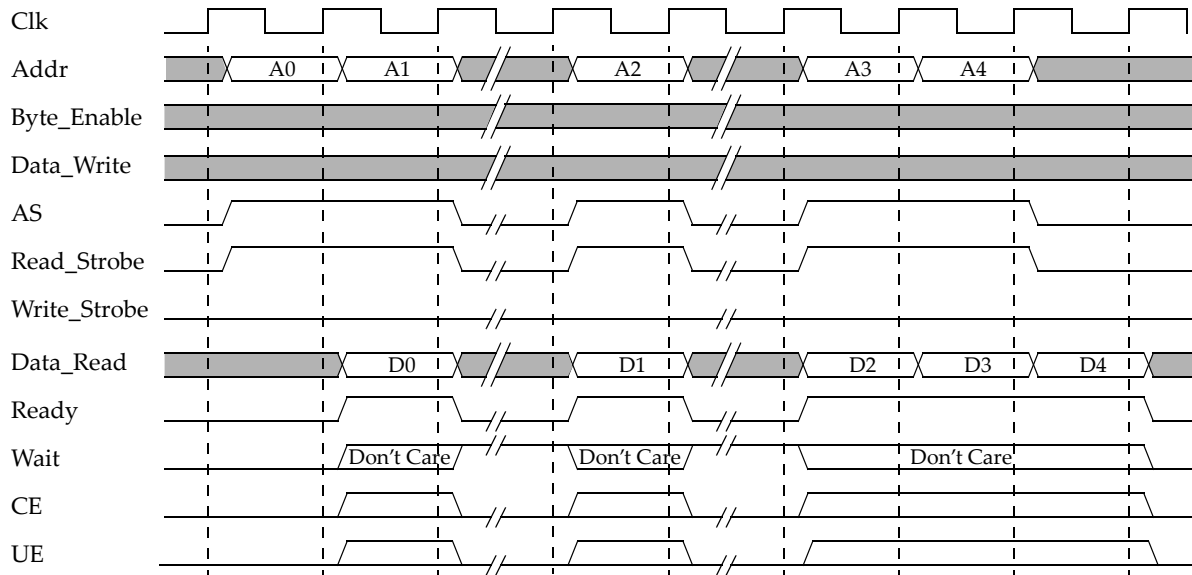 Clk
Addr A0 A1 A2 A3 A4
Byte_Enable
Data_Write
AS
Read_Strobe
Write_Strobe
Data_Read D0 D1 D2 D3 D4
Ready
Wait Don't Care Don't Care Don't Care
CE
UE